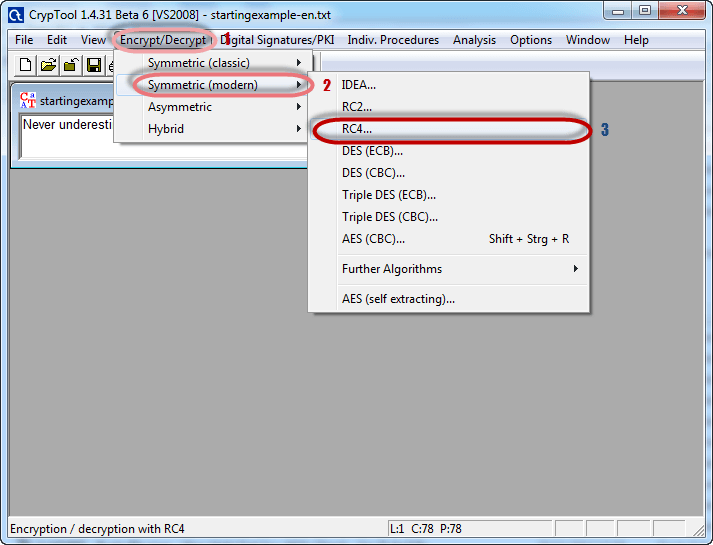 CrypTool 1.4.31 Beta 6 [VS2008] - startingexample-en.txt
File Edit View Encrypt/Decrypt 1 Digital Signatures/PKI Indiv. Procedures Analysis Options Window Help
Symmetric (classic)
Symmetric (modern) 2
Asymmetric
Hybrid
IDEA...
RC2...
RC4... 3
DES (ECB)...
DES (CBC)...
Triple DES (ECB)...
Triple DES (CBC)...
AES (CBC)... Shift + Strg + R
Further Algorithms
AES (self extracting)...
startingexamp
Never underesti
Encryption / decryption with RC4 L:1 C:78 P:78